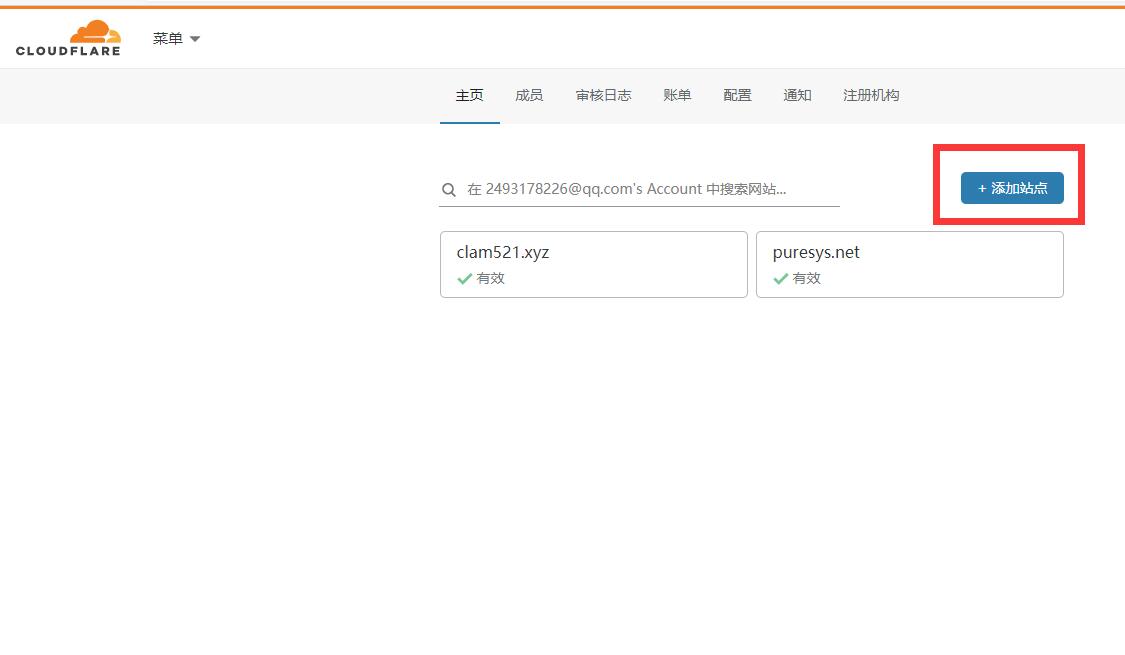 CLOUDFLARE 菜单
主页 成员 审核日志 账单 配置 通知 注册机构
在 2493178226@qq.com's Account 中搜索网站... + 添加站点
clam521.xyz puresys.net
有效 有效